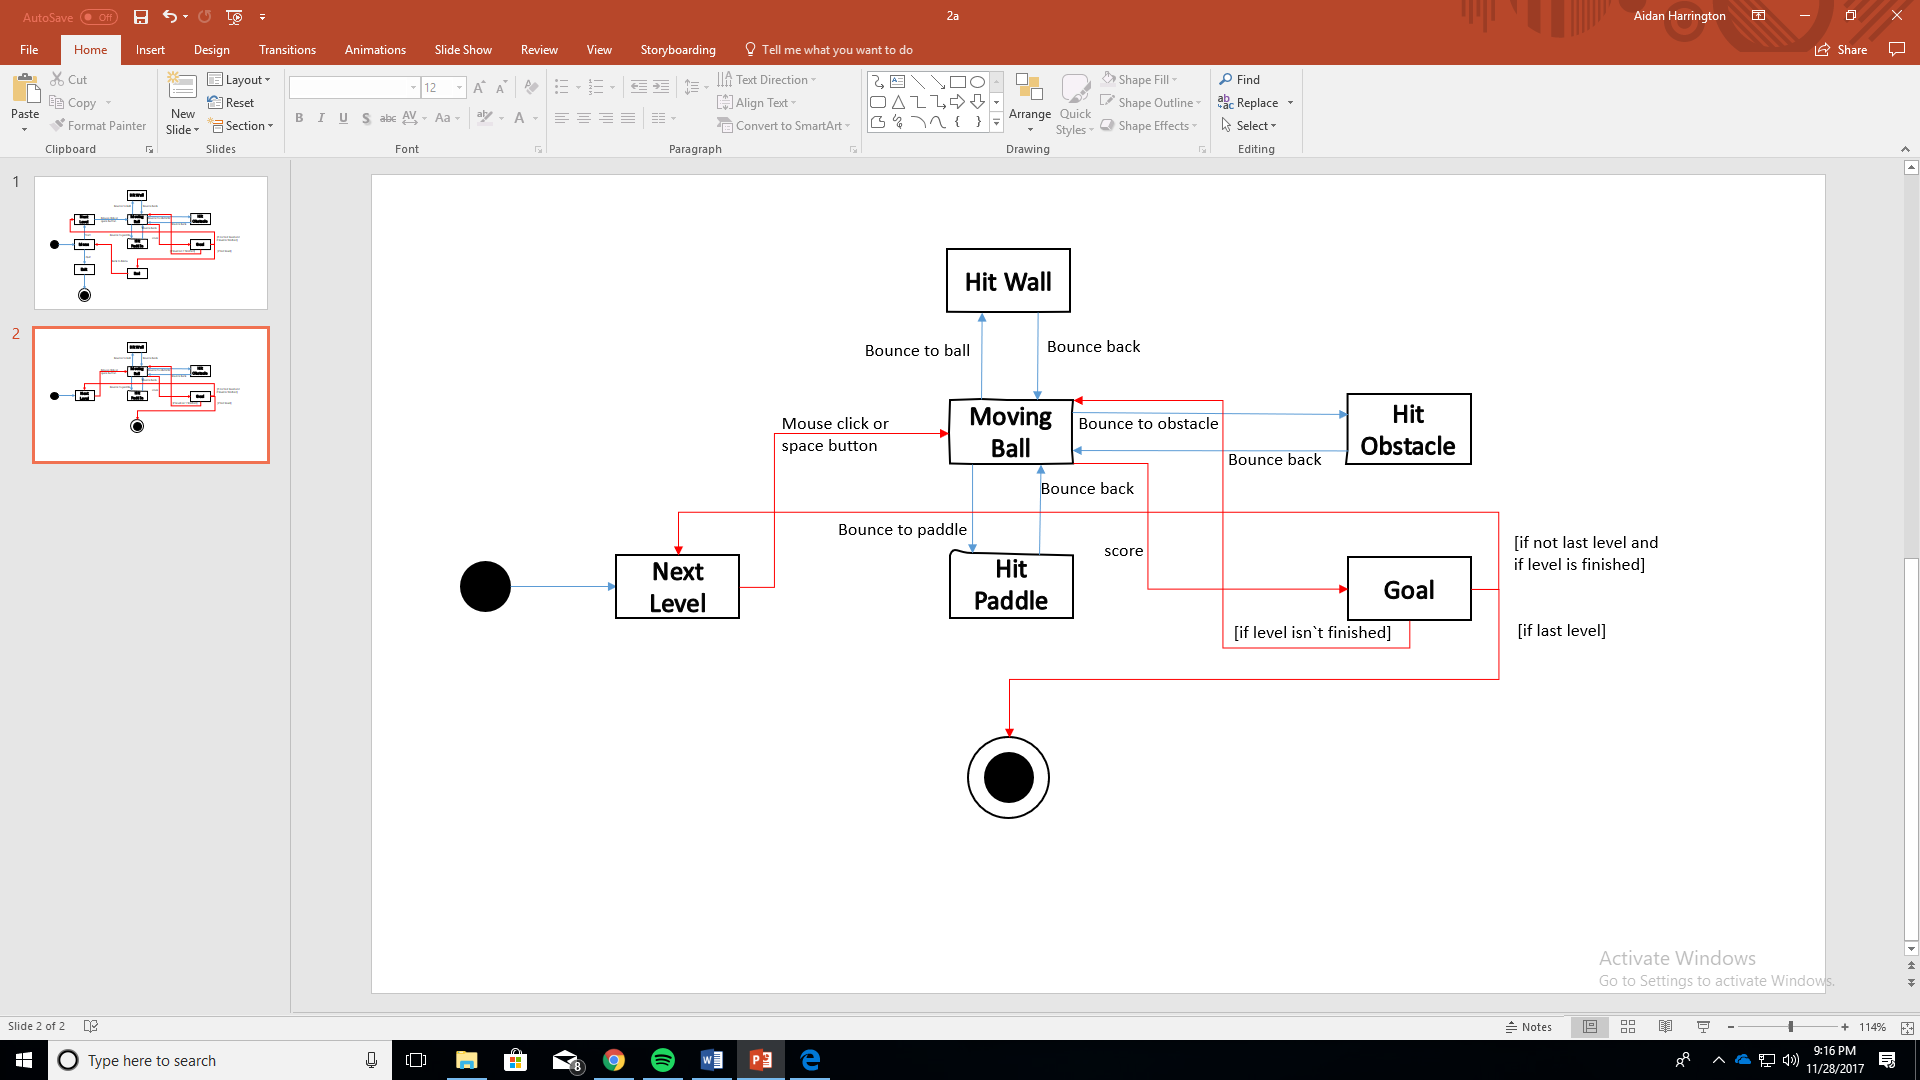 AutoSave Off
2a
Aidan Harrington
File Home Insert Design Transitions Animations Slide Show Review View Storyboarding Tell me what you want to do Share
Paste
Cut
Copy
Format Painter
Clipboard
New
Slide
Layout
Reset
Section
Slides
12
B I U S abc AV Aa A
Font
Text Direction
Align Text
Convert to SmartArt
Paragraph
Arrange
Quick
Styles
Shape Fill
Shape Outline
Shape Effects
Drawing
Find
Replace
Select
Editing
1
2
Hit Wall
Bounce to ball
Bounce back
Moving
Ball
Mouse click or
space button
Bounce to obstacle
Hit
Obstacle
Bounce back
Bounce back
Bounce to paddle
score
[if not last level and
if level is finished]
Next
Level
Hit
Paddle
Goal
[if level isn`t finished]
[if last level]
Activate Windows
Go to Settings to activate Windows.
Slide 2 of 2
Notes
114%
Type here to search
8
9:16 PM
11/28/2017